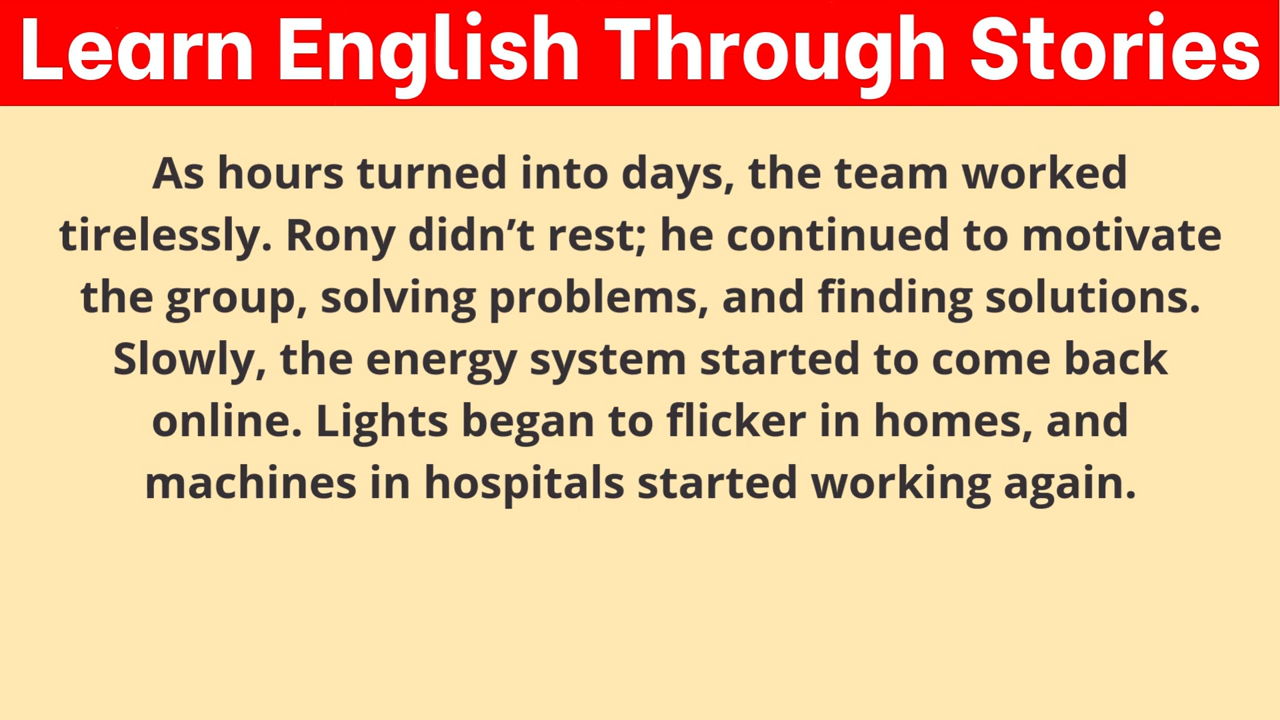 Learn English Through Stories
As hours turned into days, the team worked
tirelessly. Rony didn’t rest; he continued to motivate
the group, solving problems, and finding solutions.
Slowly, the energy system started to come back
online. Lights began to flicker in homes, and
machines in hospitals started working again.